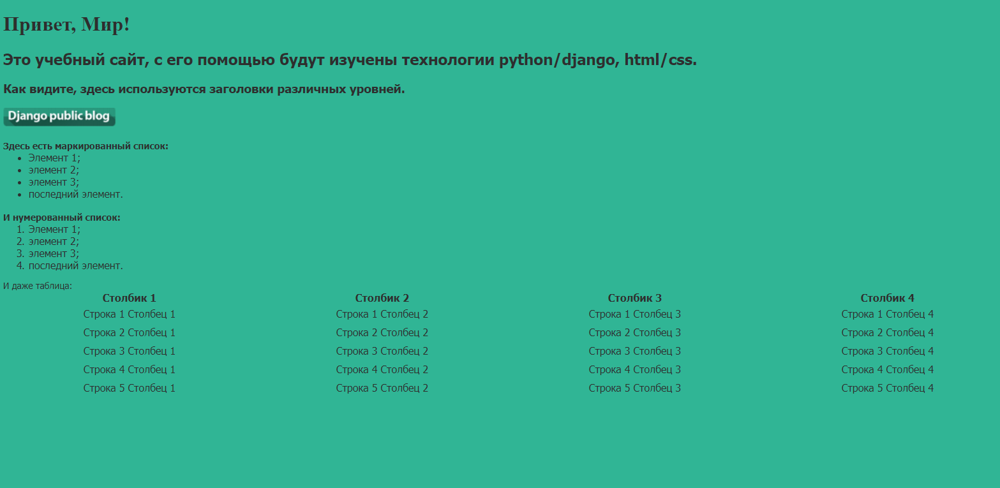 Привет, Мир!
Это учебный сайт, с его помощью будут изучены технологии python/django, html/css.
Как видите, здесь используются заголовки различных уровней.
Django public blog
Здесь есть маркированный список:
• Элемент 1;
• элемент 2;
• элемент 3;
• последний элемент.
И нумерованный список:
1. Элемент 1;
2. элемент 2;
3. элемент 3;
4. последний элемент.
И даже таблица:
Столбик 1 Столбик 2 Столбик 3 Столбик 4
Строка 1 Столбец 1 Строка 1 Столбец 2 Строка 1 Столбец 3 Строка 1 Столбец 4
Строка 2 Столбец 1 Строка 2 Столбец 2 Строка 2 Столбец 3 Строка 2 Столбец 4
Строка 3 Столбец 1 Строка 3 Столбец 2 Строка 3 Столбец 3 Строка 3 Столбец 4
Строка 4 Столбец 1 Строка 4 Столбец 2 Строка 4 Столбец 3 Строка 4 Столбец 4
Строка 5 Столбец 1 Строка 5 Столбец 2 Строка 5 Столбец 3 Строка 5 Столбец 4